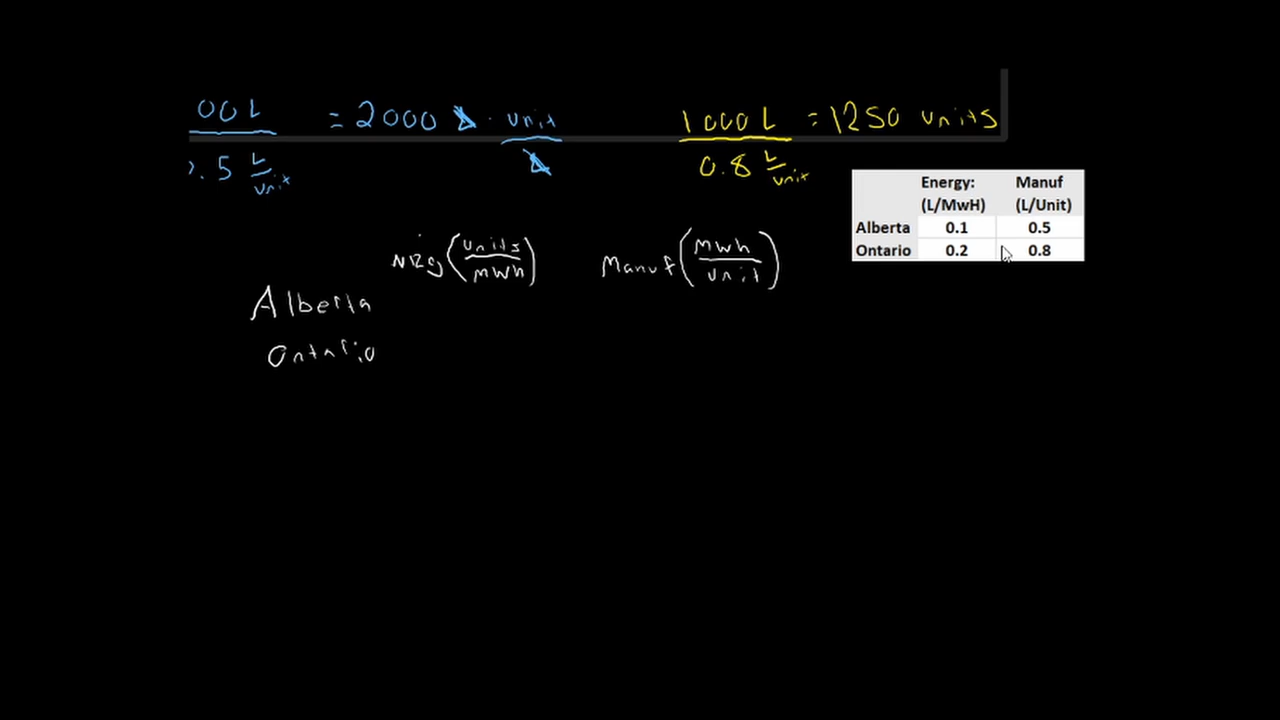 00 L = 2000 L · unit 1000 L = 1250 units
.5 L/unit L 0.8 L/unit
Energy: Manuf
(L/MwH) (L/Unit)
Alberta 0.1 0.5
Ontario 0.2 0.8
(units/MWh) Manuf (MWh/unit)
Alberta
Ontario